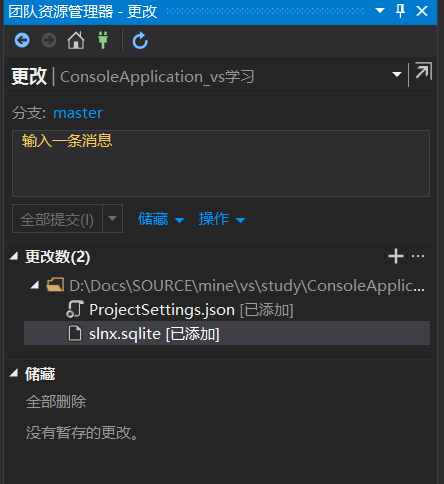 团队资源管理器 - 更改
更改 | ConsoleApplication_vs学习
分支: master
输入一条消息
全部提交(I) 储藏 操作
更改数(2)
D:\Docs\SOURCE\mine\vs\study\ConsoleApplic...
ProjectSettings.json [已添加]
slnx.sqlite [已添加]
储藏
全部删除
没有暂存的更改。